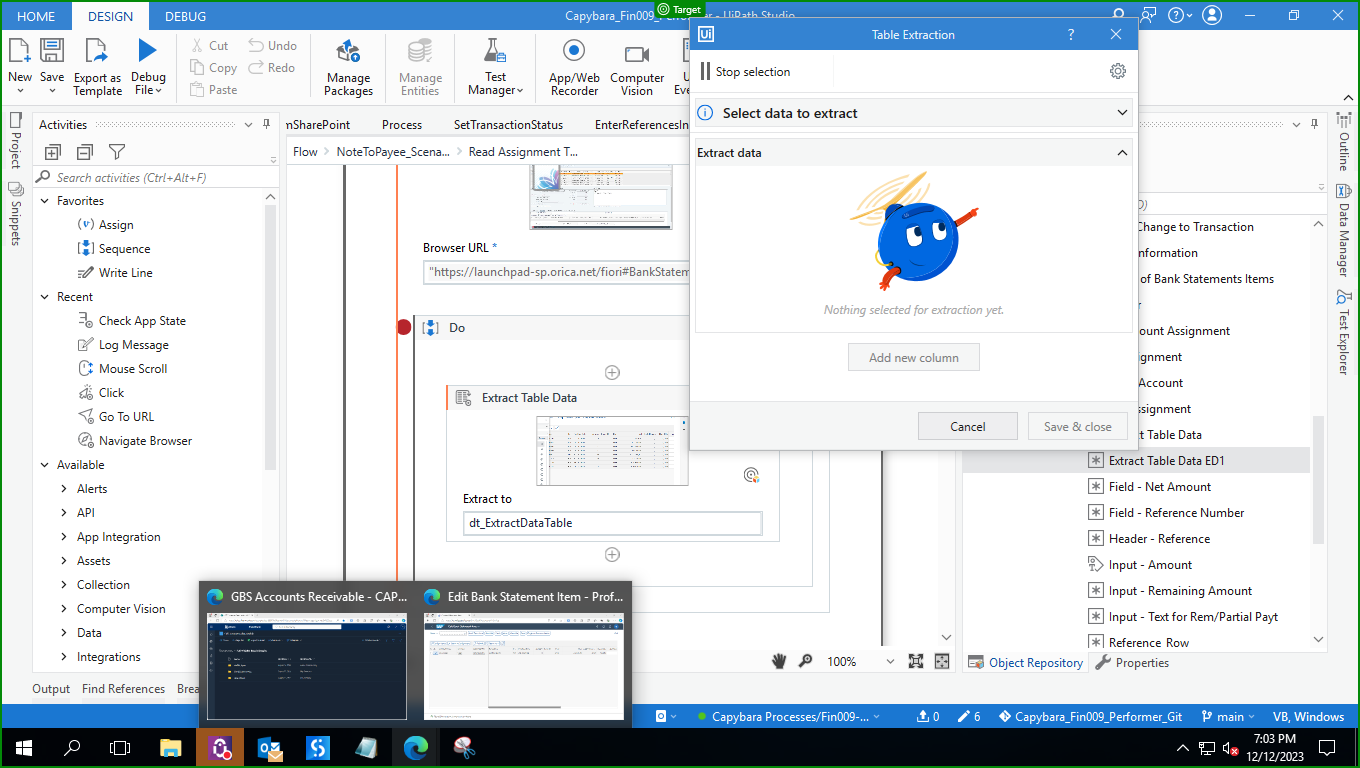 Target
HOME
DESIGN
DEBUG
Capybara_Fin009_Performer - UiPath Studio
New
Save
Export as
Template
Debug
File
Cut
Copy
Paste
Undo
Redo
Manage
Packages
Manage
Entities
Test
Manager
App/Web
Recorder
Computer
Vision
Project
Snippets
Activities
Search activities (Ctrl+Alt+F)
Favorites
Assign
Sequence
Write Line
Recent
Check App State
Log Message
Mouse Scroll
Click
Go To URL
Navigate Browser
Available
Alerts
API
App Integration
Assets
Collection
Computer Vision
Data
Integrations
Output
Find References
Brea
mSharePoint
Process
SetTransactionStatus
EnterReferencesIn
Flow
NoteToPayee_Scena...
Read Assignment T...
Browser URL *
"https://launchpad-sp.orica.net/fiori#BankStatem
Do
Extract Table Data
Extract to
dt_ExtractDataTable
100%
Ui
Table Extraction
?
Stop selection
Select data to extract
Extract data
Nothing selected for extraction yet.
Add new column
Cancel
Save & close
Change to Transaction
nformation
of Bank Statements Items
ount Assignment
gnment
Account
ssignment
ct Table Data
Extract Table Data ED1
Field - Net Amount
Field - Reference Number
Header - Reference
Input - Amount
Input - Remaining Amount
Input - Text for Rem/Partial Payt
Reference Row
Object Repository
Properties
Outline
Data Manager
Test Explorer
GBS Accounts Receivable - CAP...
Edit Bank Statement Item - Prof...
Capybara Processes/Fin009-...
0
6
Capybara_Fin009_Performer_Git
main
VB, Windows
7:03 PM
12/12/2023